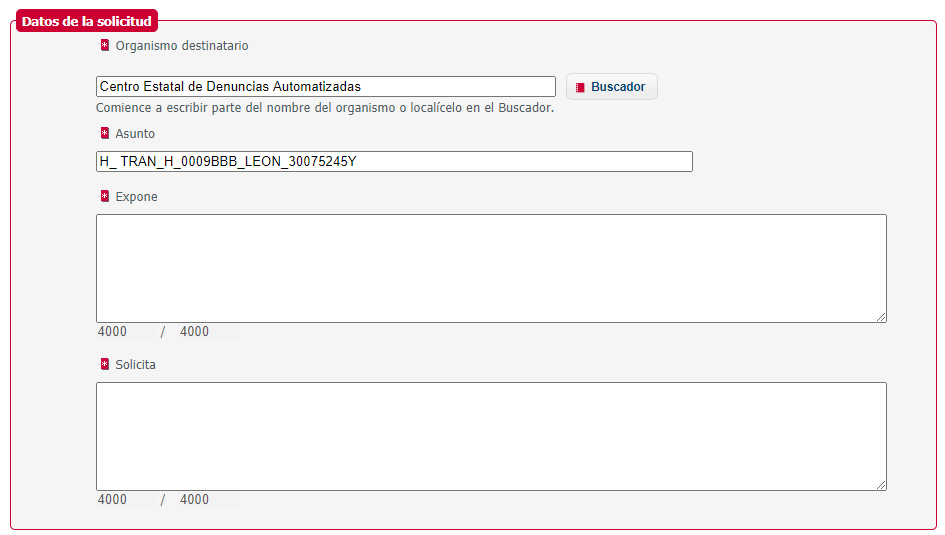 Datos de la solicitud
* Organismo destinatario
Centro Estatal de Denuncias Automatizadas
Buscador
Comience a escribir parte del nombre del organismo o localícelo en el Buscador.
* Asunto
H_ TRAN_H_0009BBB_LEON_30075245Y
* Expone
4000 / 4000
* Solicita
4000 / 4000